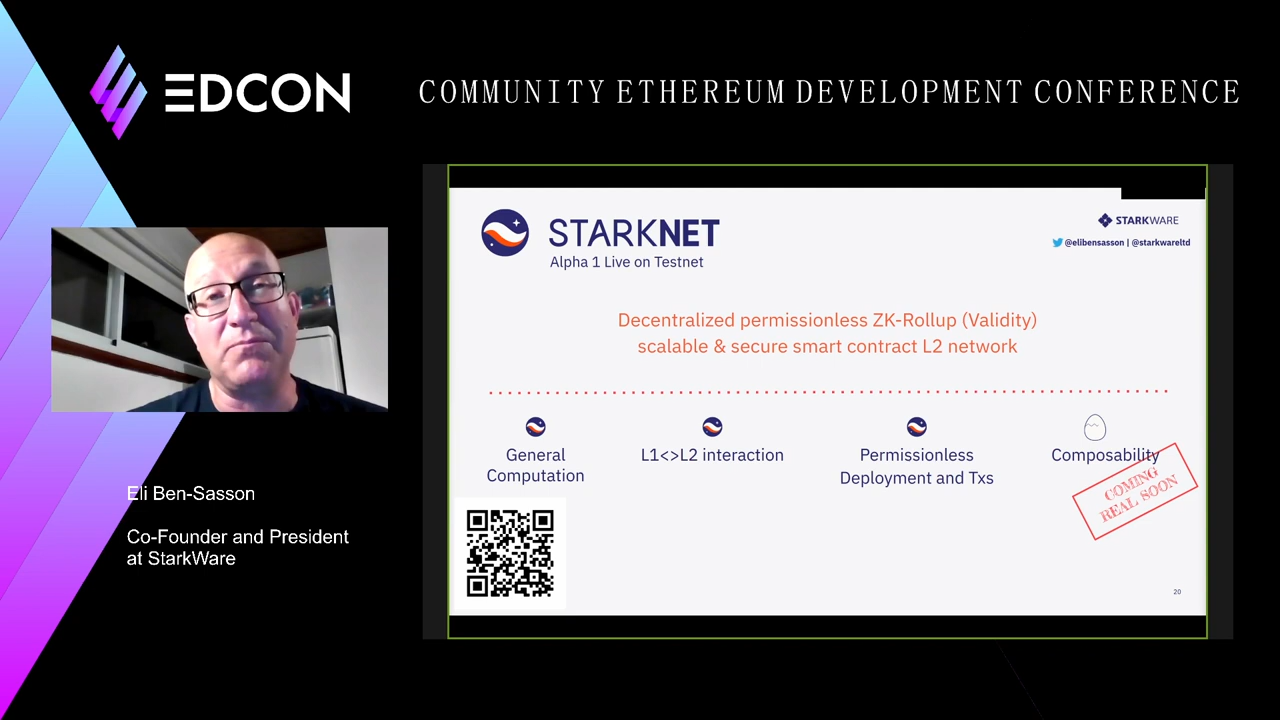 EDCON
COMMUNITY ETHEREUM DEVELOPMENT CONFERENCE
STARKNET
Alpha 1 Live on Testnet
STARKWARE
@elibensasson | @starkwareltd
Decentralized permissionless ZK-Rollup (Validity)
scalable & secure smart contract L2 network
General
Computation
L1<>L2 interaction
Permissionless
Deployment and Txs
Composability
COMING
REAL SOON
20
Eli Ben-Sasson
Co-Founder and President
at StarkWare